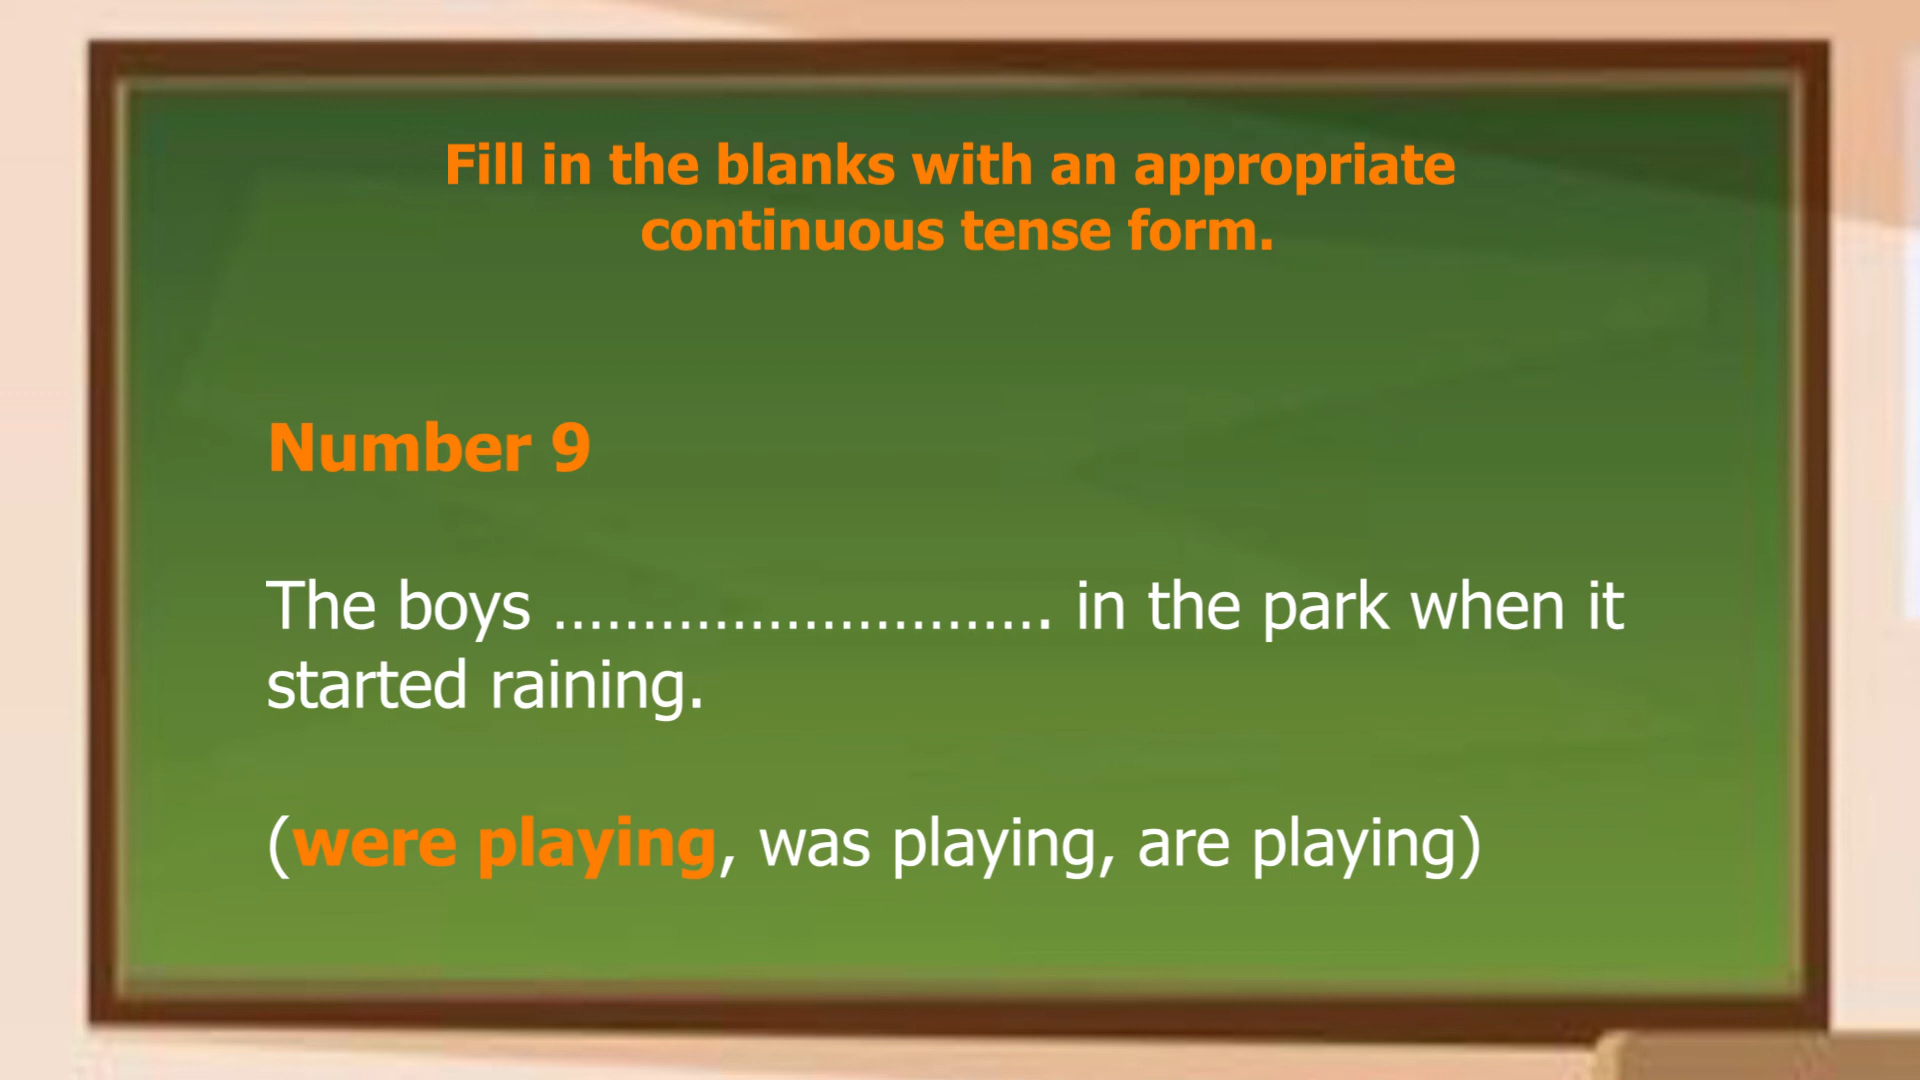 Fill in the blanks with an appropriate
continuous tense form.
Number 9
The boys ............................ in the park when it
started raining.
(were playing, was playing, are playing)